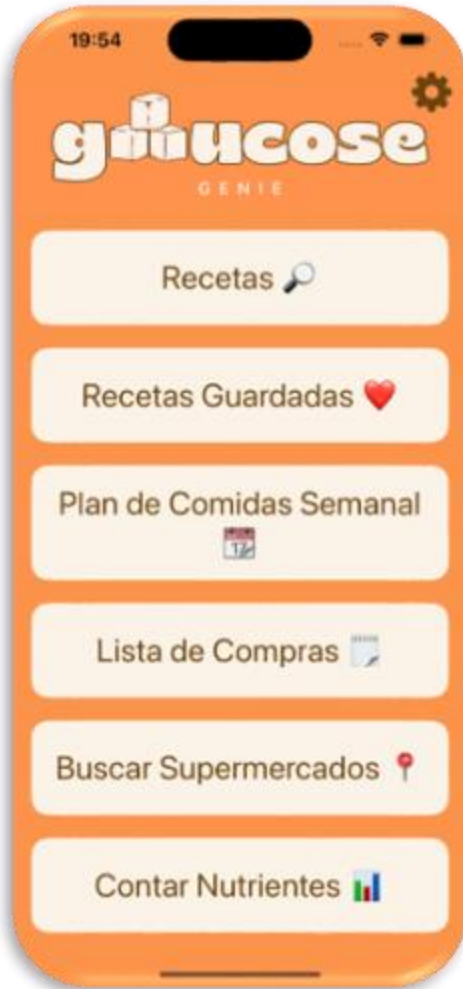 19:54
glucose
GENIE
Recetas 🔎
Recetas Guardadas ❤️
Plan de Comidas Semanal
📆
Lista de Compras 🗒️
Buscar Supermercados 📍
Contar Nutrientes 📊